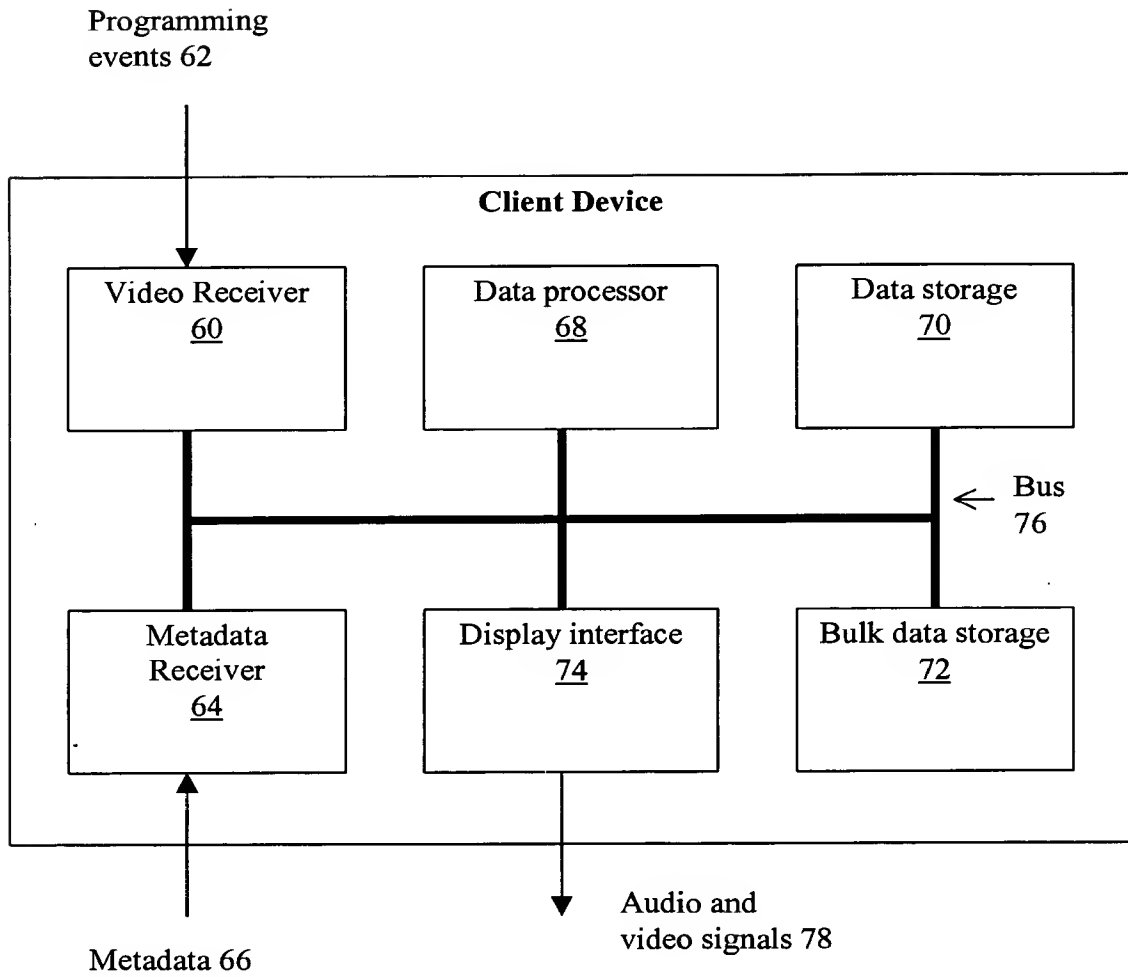 Programming
events 62
Client Device
Video Receiver
60
Data processor
68
Data storage
70
Bus
76
Metadata
Receiver
64
Display interface
74
Bulk data storage
72
Audio and
video signals 78
Metadata 66